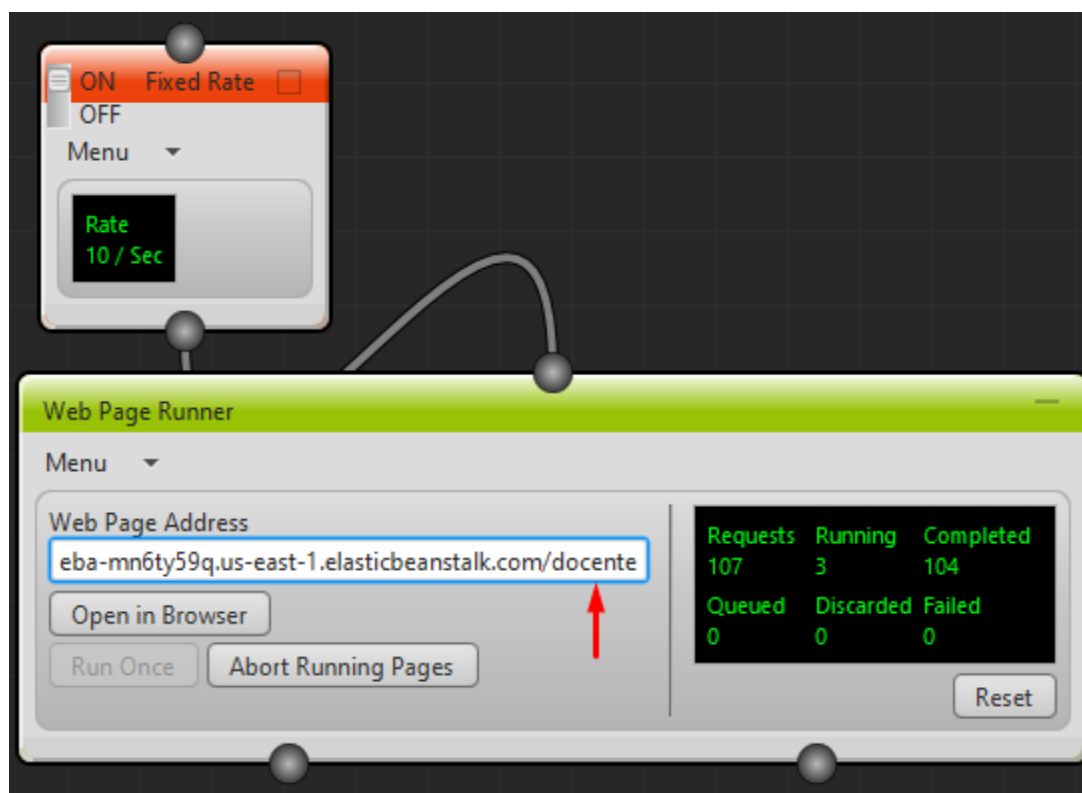 ON Fixed Rate
OFF
Menu
Rate
10 / Sec
Web Page Runner
Menu
Web Page Address
eba-mn6ty59q.us-east-1.elasticbeanstalk.com/docente
Open in Browser
Run Once Abort Running Pages
Requests Running Completed
107 3 104
Queued Discarded Failed
0 0 0
Reset